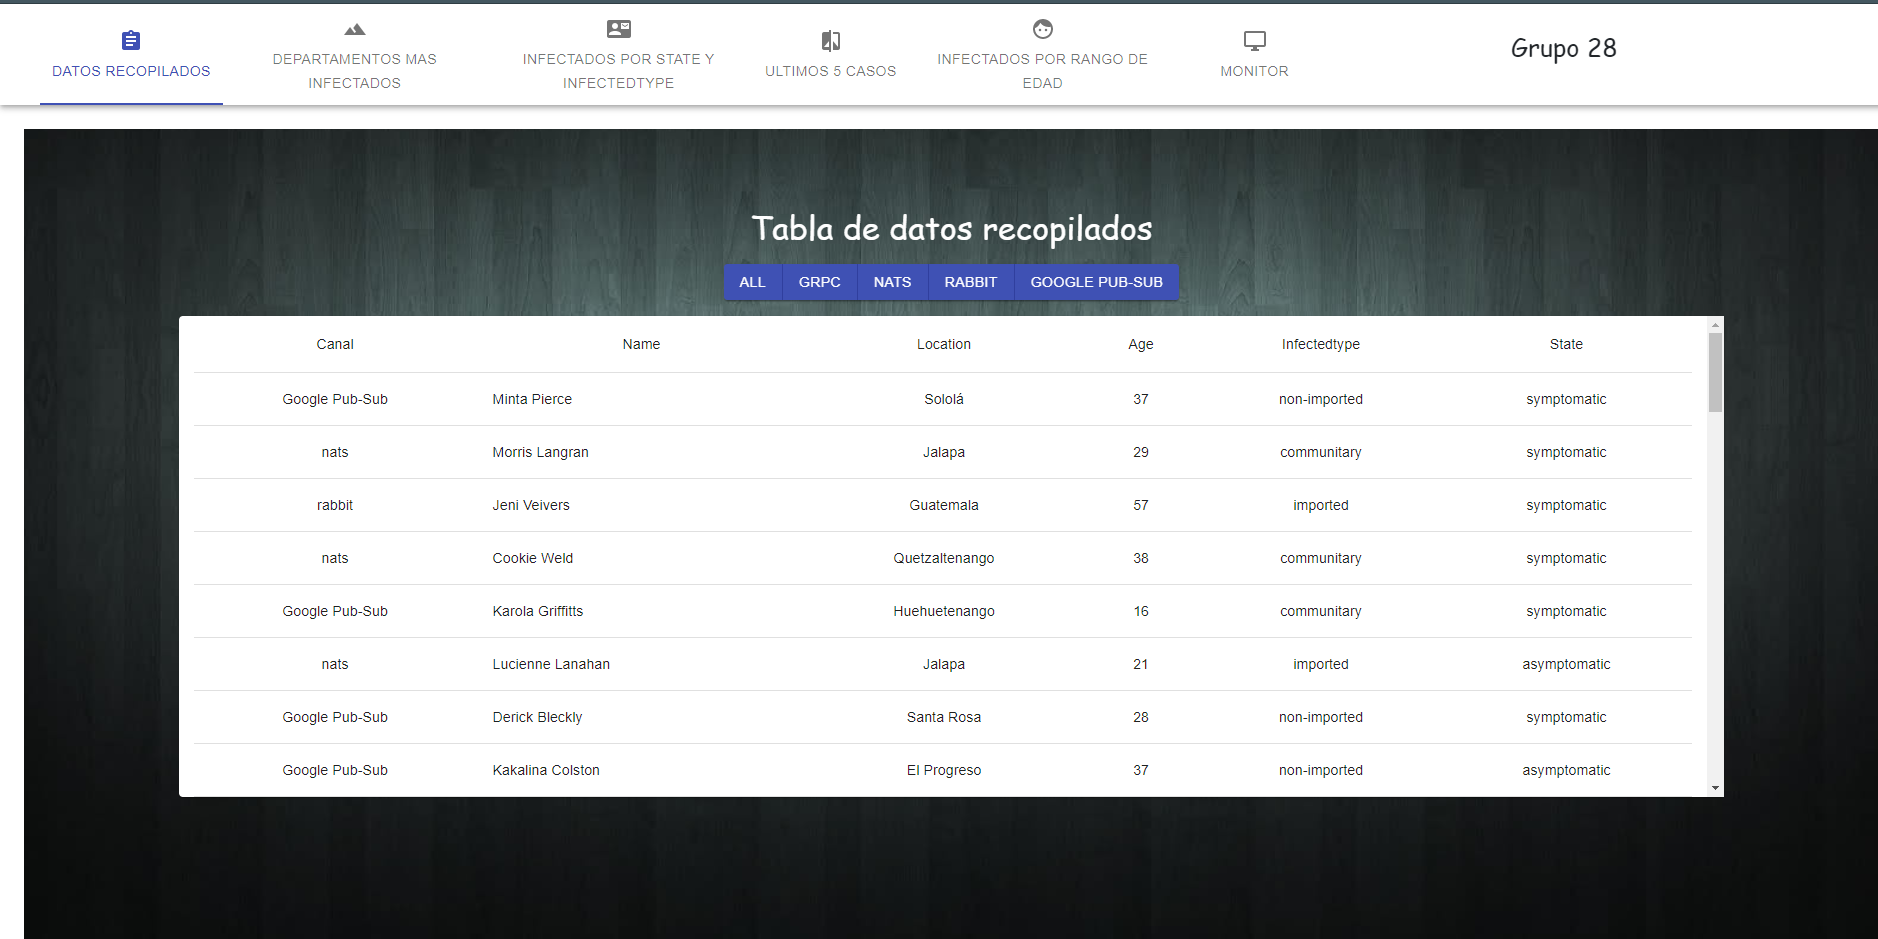 DATOS RECOPILADOS
DEPARTAMENTOS MAS
INFECTADOS
INFECTADOS POR STATE Y
INFECTEDTYPE
ULTIMOS 5 CASOS
INFECTADOS POR RANGO DE
EDAD
MONITOR
Grupo 28
Tabla de datos recopilados
ALL GRPC NATS RABBIT GOOGLE PUB-SUB
Canal Name Location Age Infectedtype State
Google Pub-Sub Minta Pierce Sololá 37 non-imported symptomatic
nats Morris Langran Jalapa 29 communitary symptomatic
rabbit Jeni Veivers Guatemala 57 imported symptomatic
nats Cookie Weld Quetzaltenango 38 communitary symptomatic
Google Pub-Sub Karola Griffitts Huehuetenango 16 communitary symptomatic
nats Lucienne Lanahan Jalapa 21 imported asymptomatic
Google Pub-Sub Derick Bleckly Santa Rosa 28 non-imported symptomatic
Google Pub-Sub Kakalina Colston El Progreso 37 non-imported asymptomatic